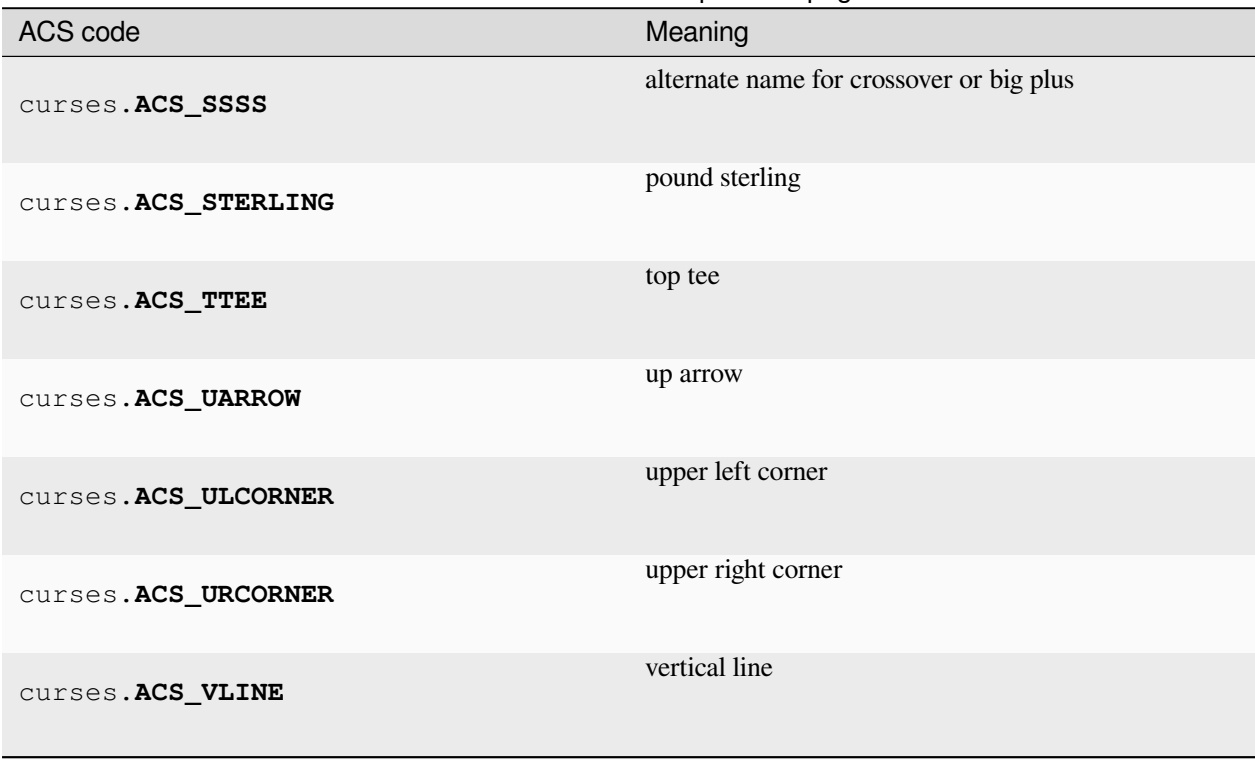 ACS code Meaning
curses.ACS_SSSS alternate name for crossover or big plus
curses.ACS_STERLING pound sterling
curses.ACS_TTEE top tee
curses.ACS_UARROW up arrow
curses.ACS_ULCORNER upper left corner
curses.ACS_URCORNER upper right corner
curses.ACS_VLINE vertical line